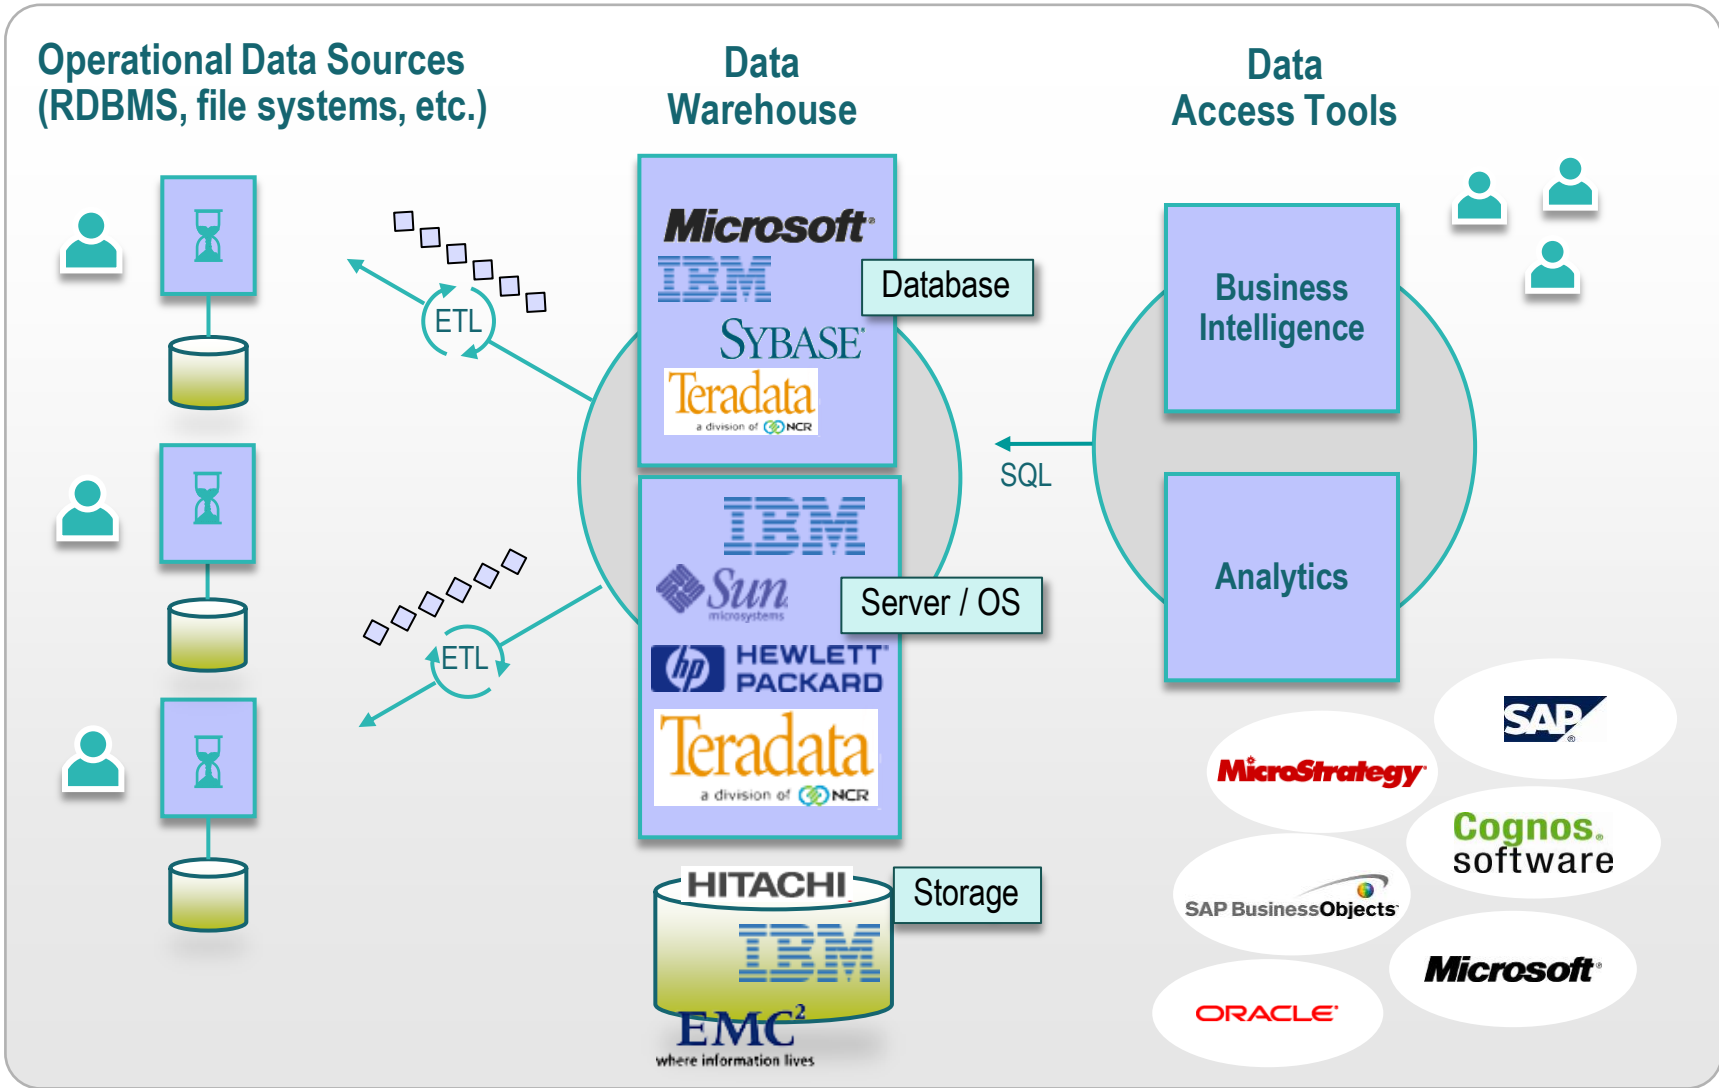 Operational Data Sources
(RDBMS, file systems, etc.)
Data
Warehouse
Data
Access Tools
ETL
ETL
Microsoft®
IBM
Database
SYBASE®
Teradata
a division of NCR
IBM
Sun
microsystems
Server / OS
hp HEWLETT®
PACKARD
Teradata
a division of NCR
HITACHI
Storage
IBM
EMC²
where information lives
SQL
Business
Intelligence
Analytics
SAP®
MicroStrategy
Cognos®
software
SAP BusinessObjects
Microsoft®
ORACLE®